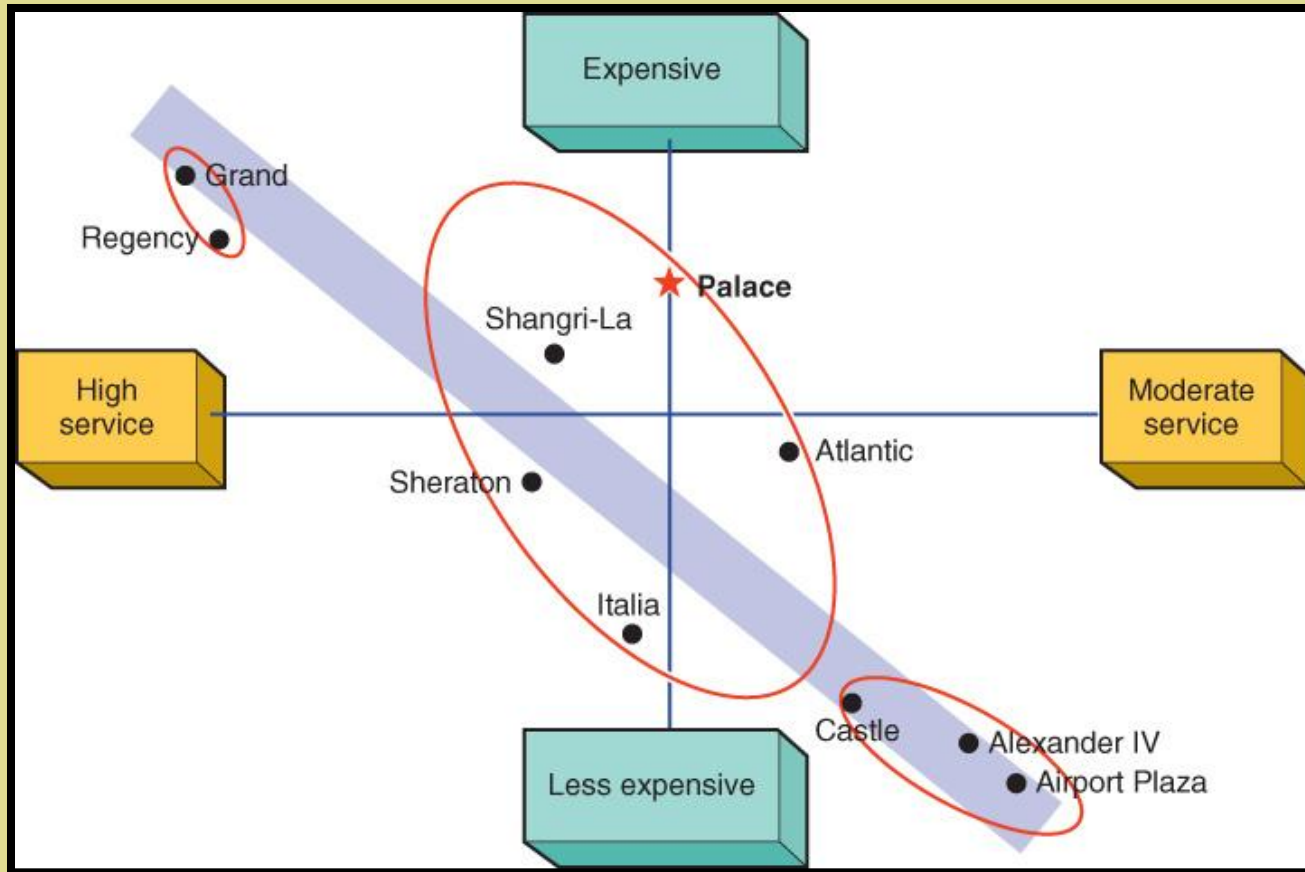 Expensive
Grand
Regency
Palace
Shangri-La
High
service
Moderate
service
Atlantic
Sheraton
Italia
Castle
Alexander IV
Less expensive
Airport Plaza